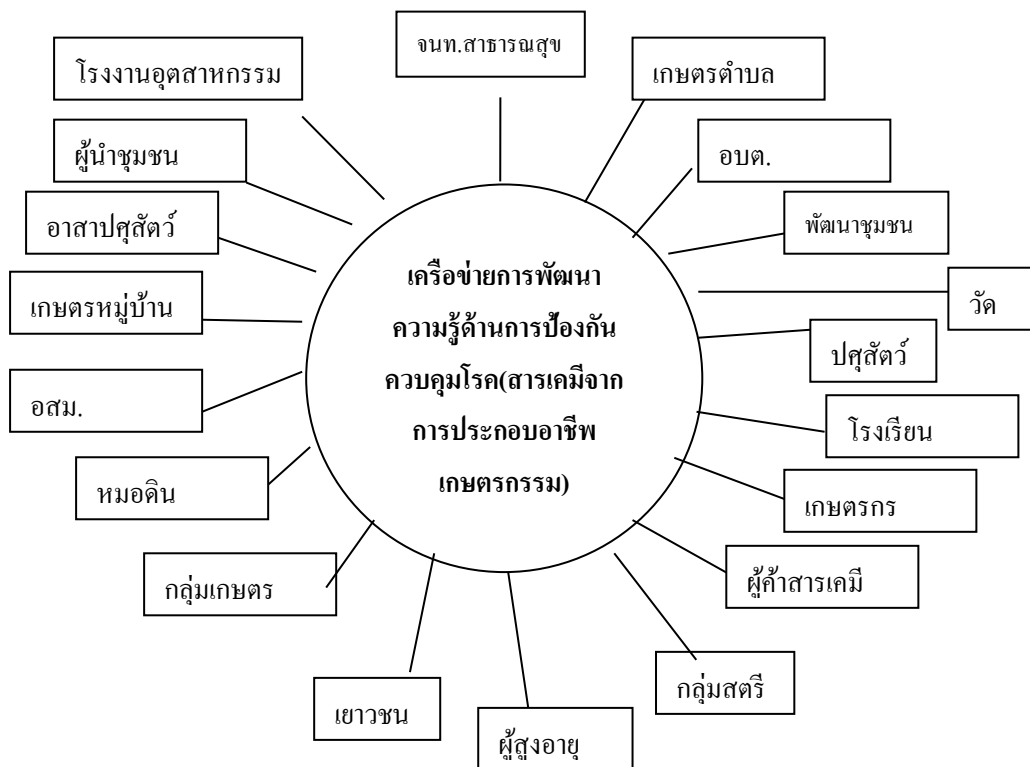 จนท.สาธารณสุข
โรงงานอุตสาหกรรม
เกษตรตำบล
ผู้นำชุมชน
อบต.
อาสาปศุสัตว์
พัฒนาชุมชน
เกษตรหมู่บ้าน
วัด
ปศุสัตว์
อสม.
โรงเรียน
หมอดิน
เกษตรกร
กลุ่มเกษตร
ผู้ค้าสารเคมี
กลุ่มสตรี
เยาวชน
ผู้สูงอายุ
เครือข่ายการพัฒนา
ความรู้ด้านการป้องกัน
ควบคุมโรค(สารเคมีจาก
การประกอบอาชีพ
เกษตรกรรม)